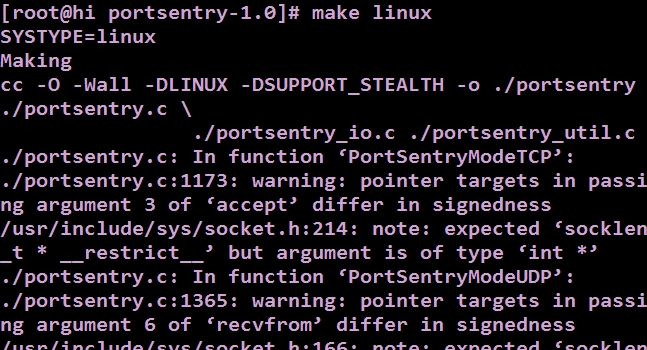 [root@hi portsentry-1.0]# make linux
SYSTYPE=linux
Making
cc -O -Wall -DLINUX -DSUPPORT_STEALTH -o ./portsentry
./portsentry.c \
./portsentry_io.c ./portsentry_util.c
./portsentry.c: In function ‘PortSentryModeTCP’:
./portsentry.c:1173: warning: pointer targets in passi
ng argument 3 of ‘accept’ differ in signedness
/usr/include/sys/socket.h:214: note: expected ‘socklen
_t * __restrict__’ but argument is of type ‘int *’
./portsentry.c: In function ‘PortSentryModeUDP’:
./portsentry.c:1365: warning: pointer targets in passi
ng argument 6 of ‘recvfrom’ differ in signedness
/usr/include/sys/socket.h:166: note: expected ‘socklen